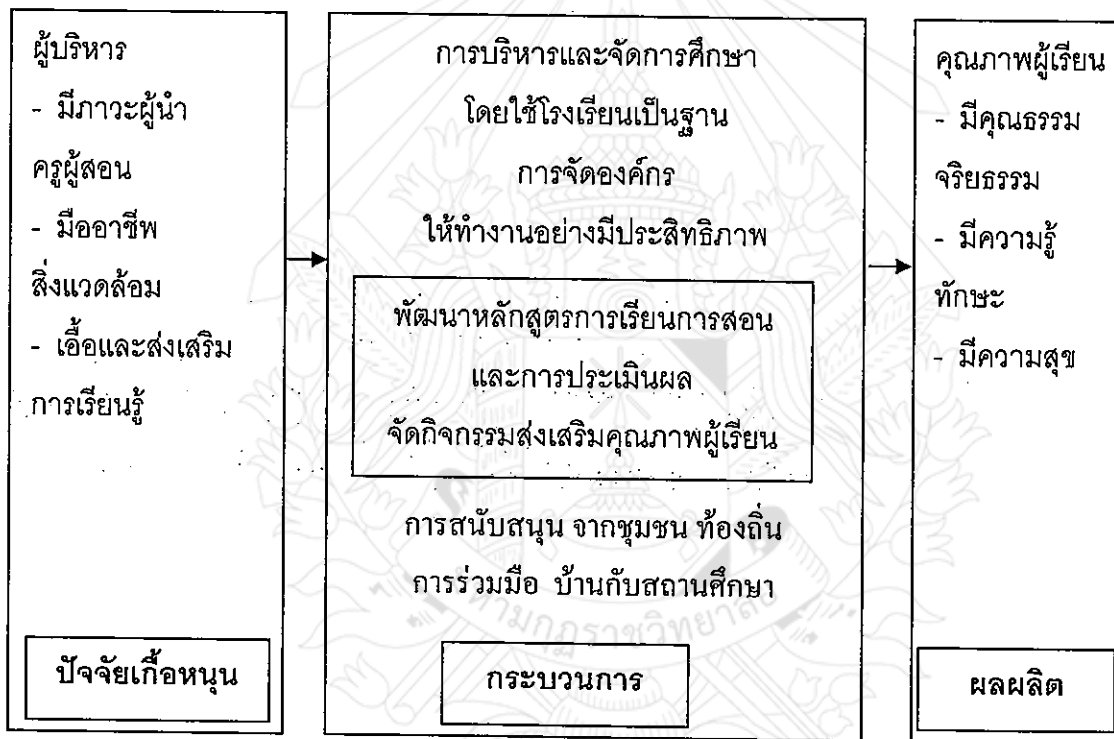 ผู้บริหาร
- มีภาวะผู้นำ
ครูผู้สอน
- มืออาชีพ
สิ่งแวดล้อม
- เอื้อและส่งเสริม
การเรียนรู้
ปัจจัยเกื้อหนุน
การบริหารและจัดการศึกษา
โดยใช้โรงเรียนเป็นฐาน
การจัดองค์กร
ให้ทำงานอย่างมีประสิทธิภาพ
พัฒนาหลักสูตรการเรียนการสอน
และการประเมินผล
จัดกิจกรรมส่งเสริมคุณภาพผู้เรียน
การสนับสนุน จากชุมชน ท้องถิ่น
การร่วมมือ บ้านกับสถานศึกษา
กระบวนการ
คุณภาพผู้เรียน
- มีคุณธรรม
จริยธรรม
- มีความรู้
ทักษะ
- มีความสุข
ผลผลิต